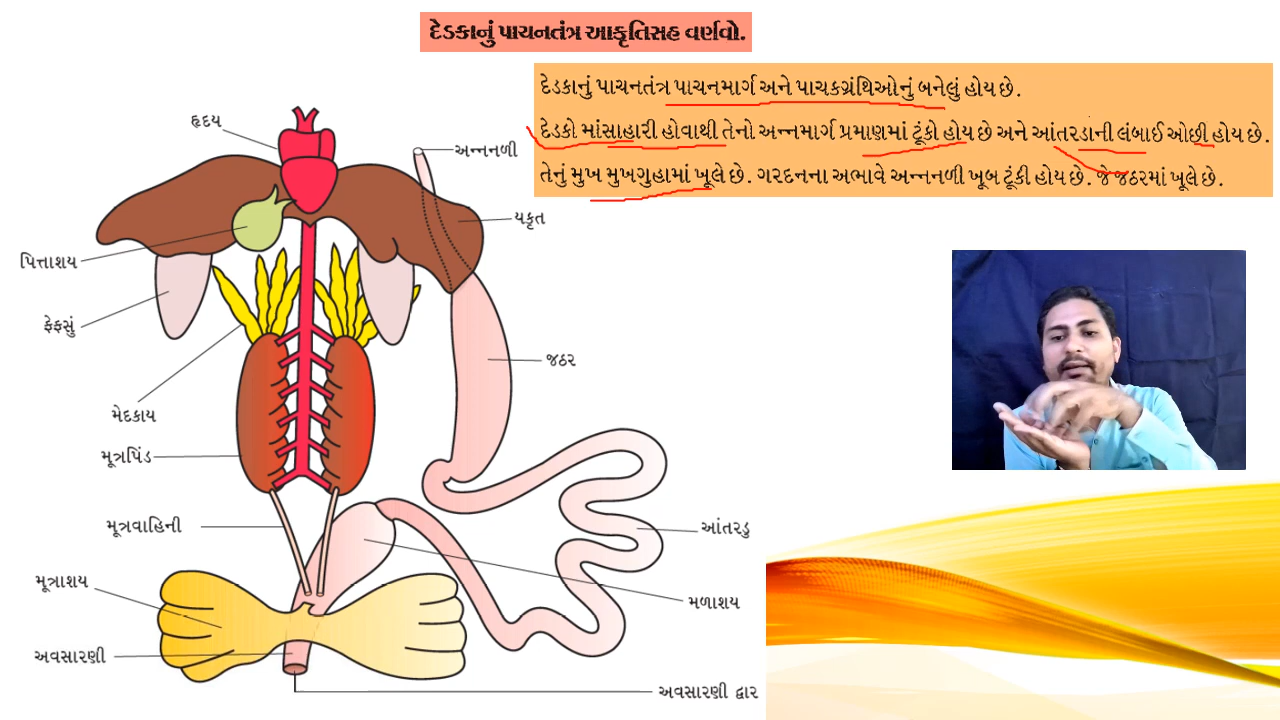 દેડકાનું પાચનતંત્ર આકૃતિસહ વર્ણવો.
દેડકાનું પાચનતંત્ર પાચનમાર્ગ અને પાચકગ્રંથિઓનું બનેલું હોય છે.
દેડકો માંસાહારી હોવાથી તેનો અન્નમાર્ગ પ્રમાણમાં ટૂંકો હોય છે અને આંતરડાની લંબાઈ ઓછી હોય છે.
તેનું મુખ મુખગુહામાં ખૂલે છે. ગરદનના અભાવે અન્નનળી ખૂબ ટૂંકી હોય છે. જે જઠરમાં ખૂલે છે.
હૃદય
અન્નનળી
યકૃત
પિત્તાશય
ફેફસું
જઠર
મેદકાય
મૂત્રપિંડ
મૂત્રવાહિની
આંતરડુ
મૂત્રાશય
મળાશય
અવસારણી
અવસારણી દ્વાર